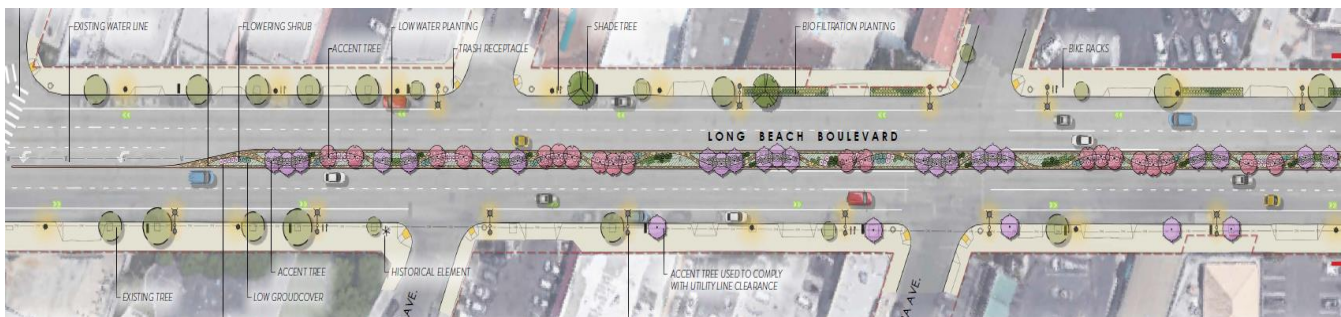 EXISTING WATER LINE
FLOWERING SHRUB
ACCENT TREE
LOW WATER PLANTING
TRASH RECEPTACLE
SHADE TREE
BIO FILTRATION PLANTING
BIKE RACKS
LONG BEACH BOULEVARD
EXISTING TREE
ACCENT TREE
LOW GROUDCOVER
HISTORICAL ELEMENT
AVE.
ACCENT TREE USED TO COMPLY
WITH UTILITY LINE CLEARANCE
AVE.